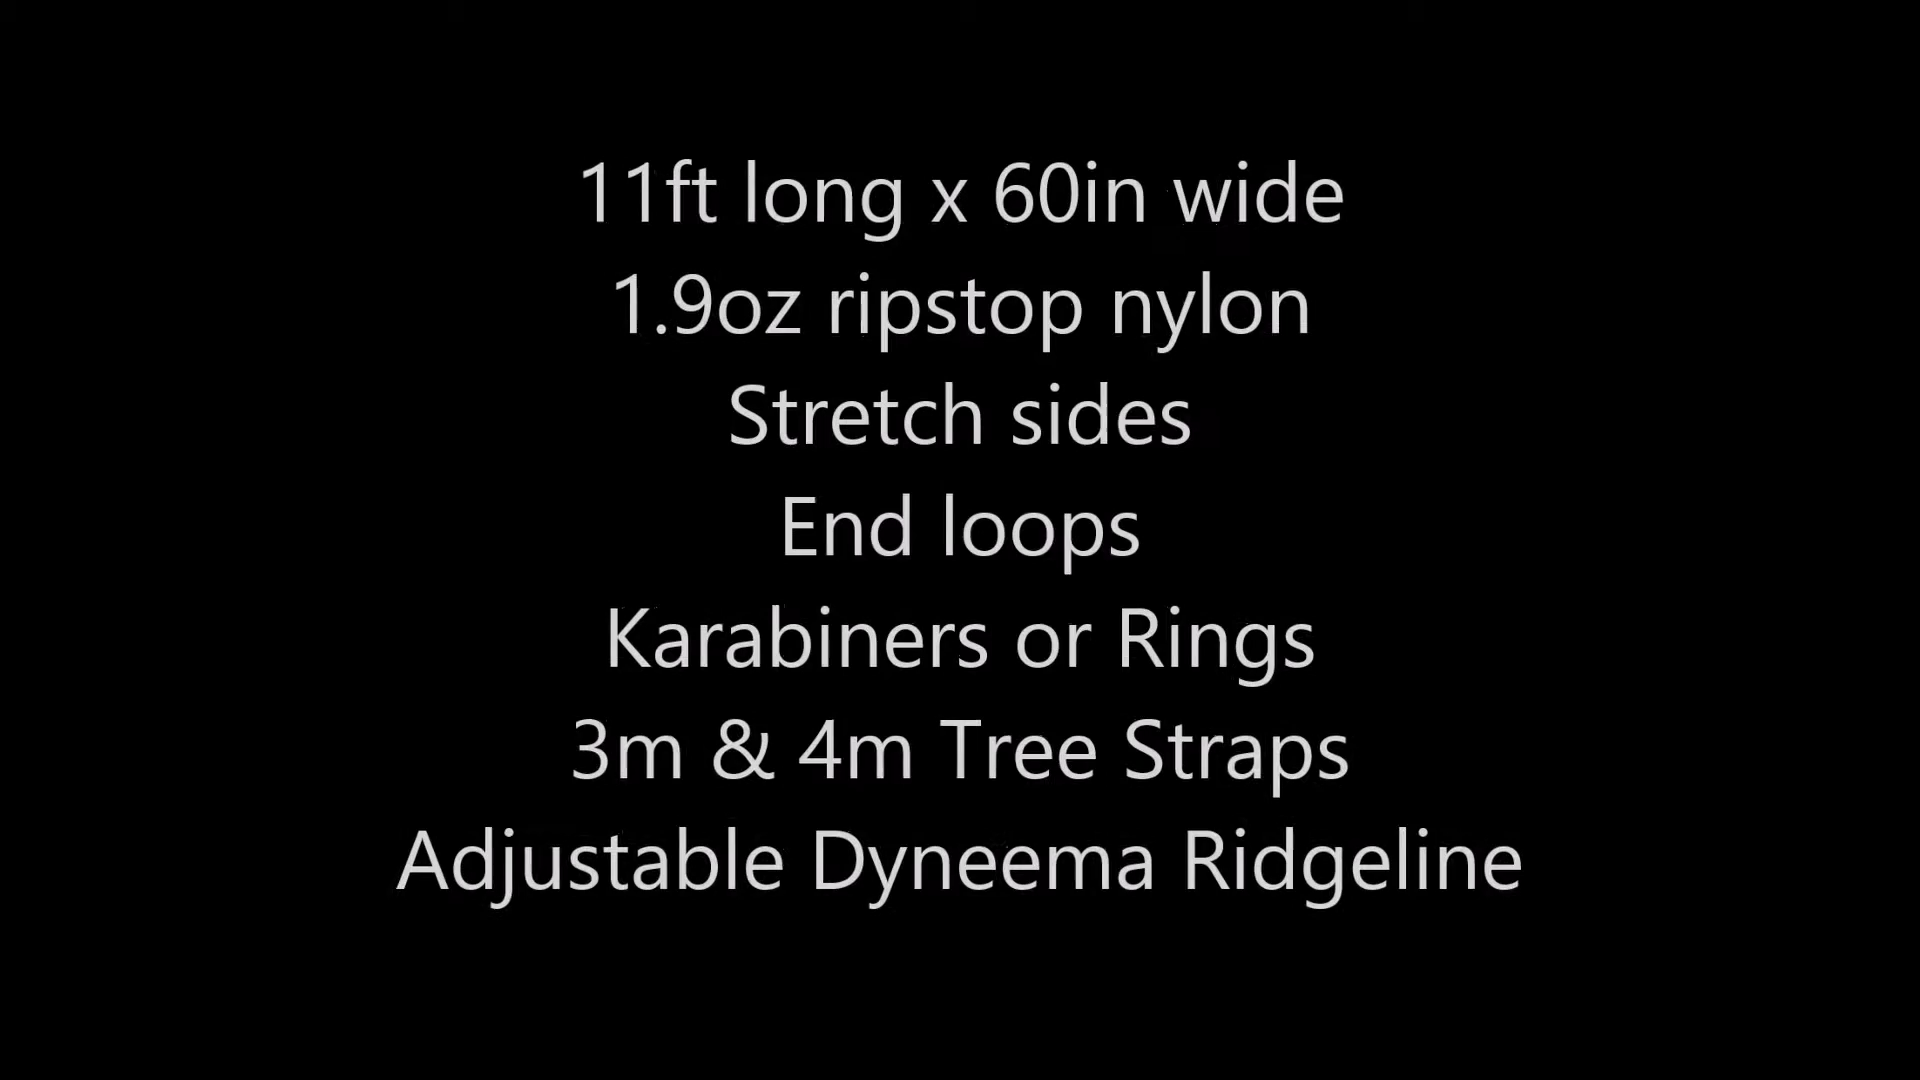 11ft long x 60in wide
1.9oz ripstop nylon
Stretch sides
End loops
Karabiners or Rings
3m & 4m Tree Straps
Adjustable Dyneema Ridgeline